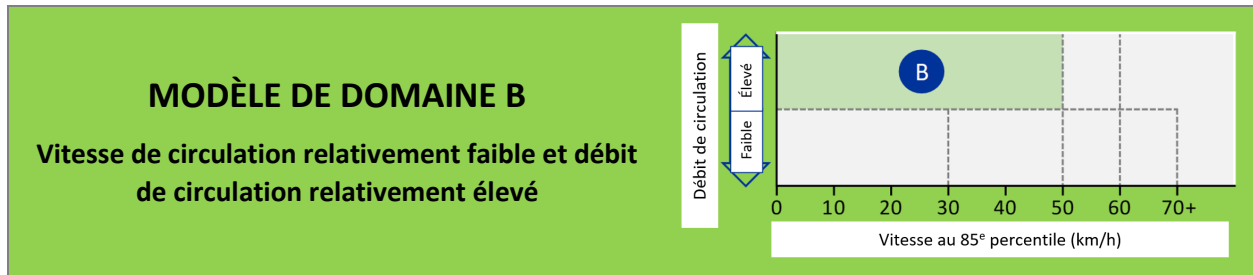 MODÈLE DE DOMAINE B
Vitesse de circulation relativement faible et débit
de circulation relativement élevé
Débit de circulation
Élevé
Faible
B
0 10 20 30 40 50 60 70+
Vitesse au 85e percentile (km/h)